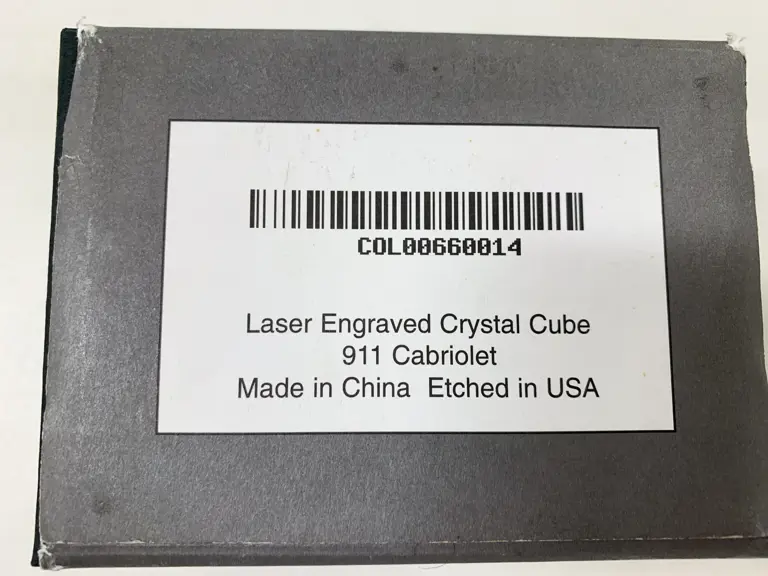 COL00660014
Laser Engraved Crystal Cube
911 Cabriolet
Made in China  Etched in USA